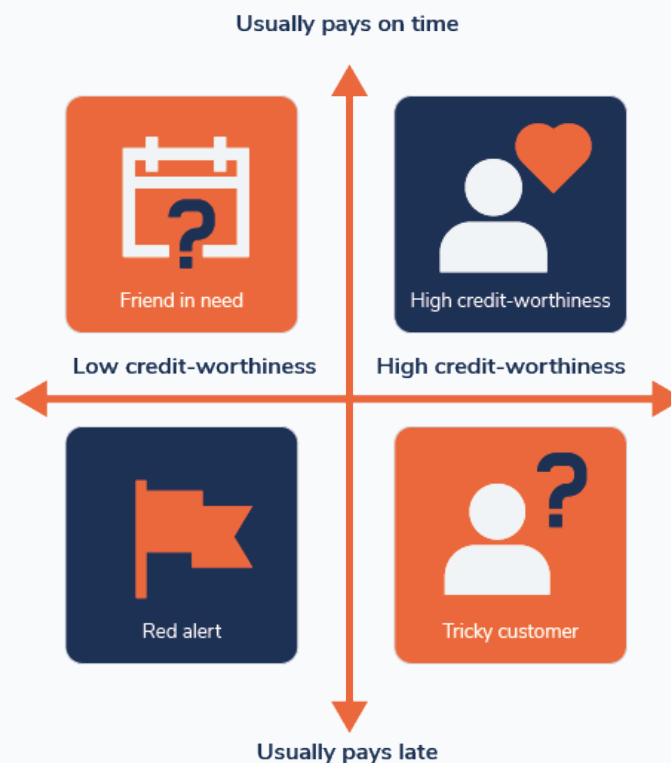 Usually pays on time
?
Friend in need
High credit-worthiness
Low credit-worthiness
High credit-worthiness
?
Red alert
Tricky customer
Usually pays late